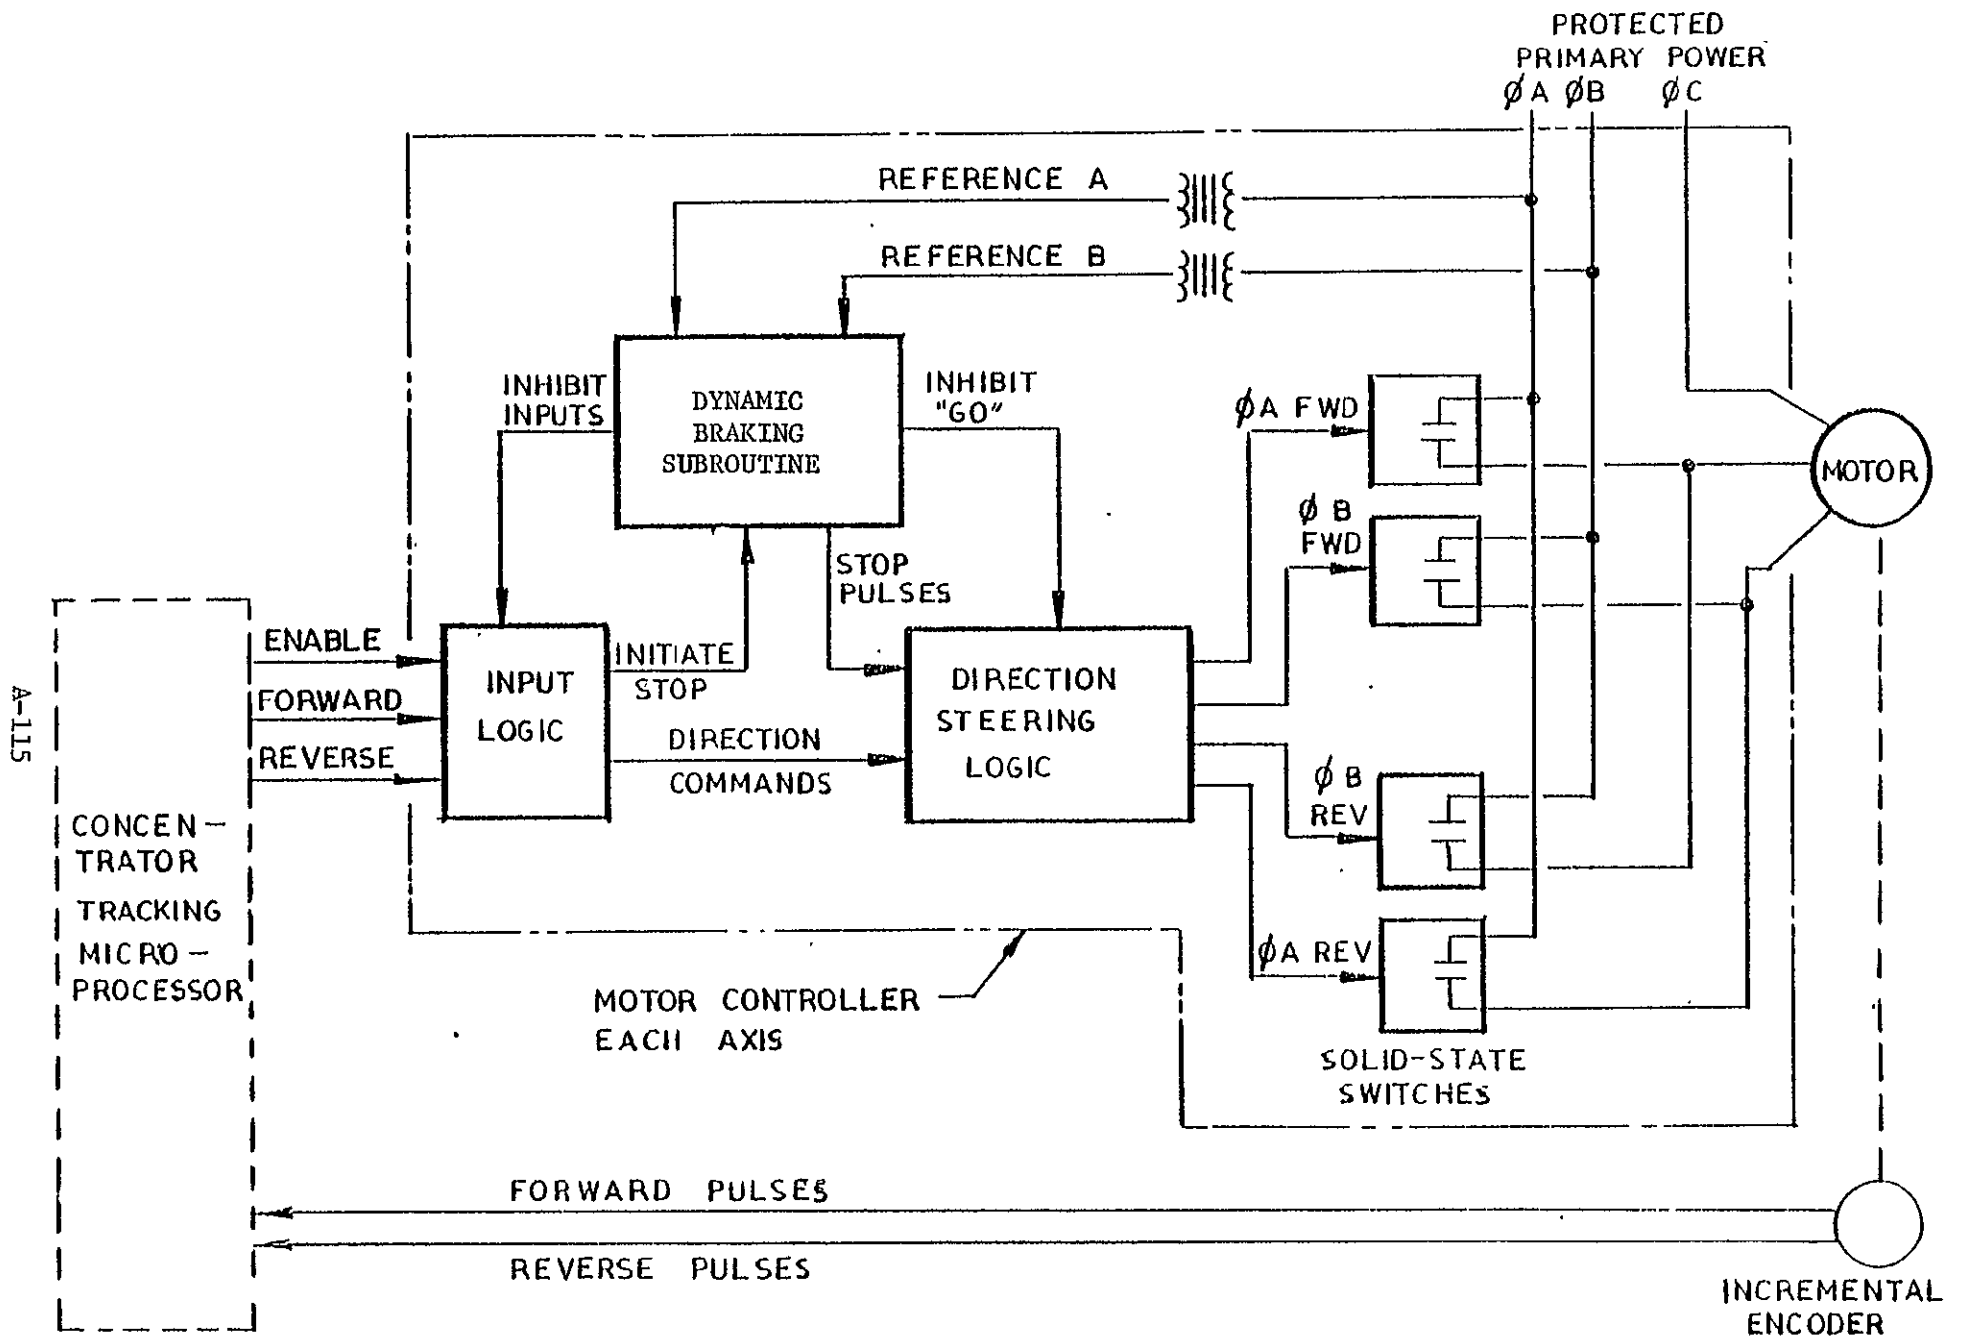 PROTECTED
PRIMARY POWER
ØA ØB ØC
REFERENCE A
REFERENCE B
INHIBIT
INPUTS
DYNAMIC
BRAKING
SUBROUTINE
INHIBIT
"GO"
ØA FWD
MOTOR
Ø B
FWD
STOP
PULSES
ENABLE
FORWARD
REVERSE
INPUT
LOGIC
INITIATE
STOP
DIRECTION
COMMANDS
DIRECTION
STEERING
LOGIC
Ø B
REV
ØA REV
A-115
CONCEN-
TRATOR
TRACKING
MICRO-
PROCESSOR
MOTOR CONTROLLER
EACH AXIS
SOLID-STATE
SWITCHES
FORWARD PULSES
REVERSE PULSES
INCREMENTAL
ENCODER